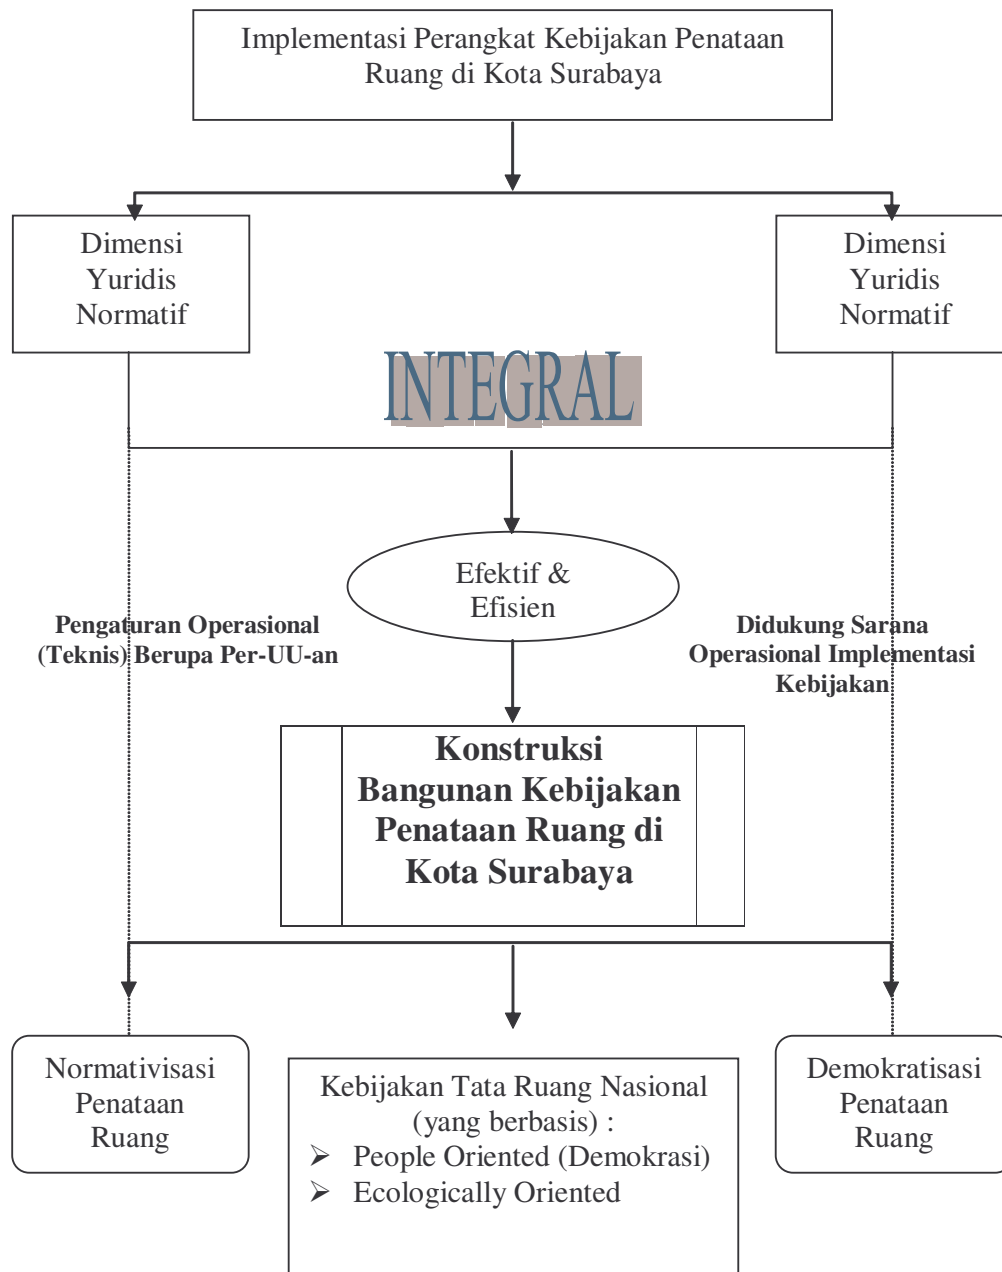 Implementasi Perangkat Kebijakan Penataan
Ruang di Kota Surabaya
Dimensi
Yuridis
Normatif
Dimensi
Yuridis
Normatif
INTEGRAL
Efektif &
Efisien
Pengaturan Operasional
(Teknis) Berupa Per-UU-an
Didukung Sarana
Operasional Implementasi
Kebijakan
Konstruksi
Bangunan Kebijakan
Penataan Ruang di
Kota Surabaya
Normativisasi
Penataan
Ruang
Kebijakan Tata Ruang Nasional
(yang berbasis) :
➢ People Oriented (Demokrasi)
➢ Ecologically Oriented
Demokratisasi
Penataan
Ruang